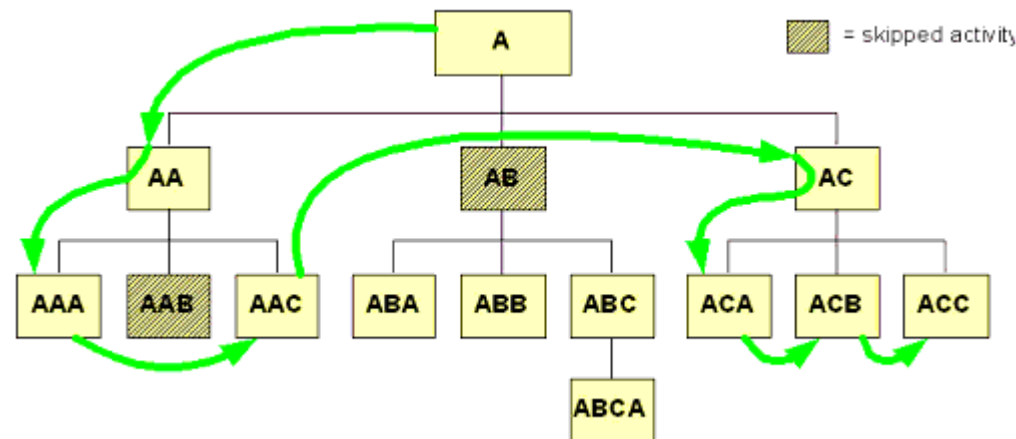 A
= skipped activity
AA
AB
AC
AAA
AAB
AAC
ABA
ABB
ABC
ACA
ACB
ACC
ABCA